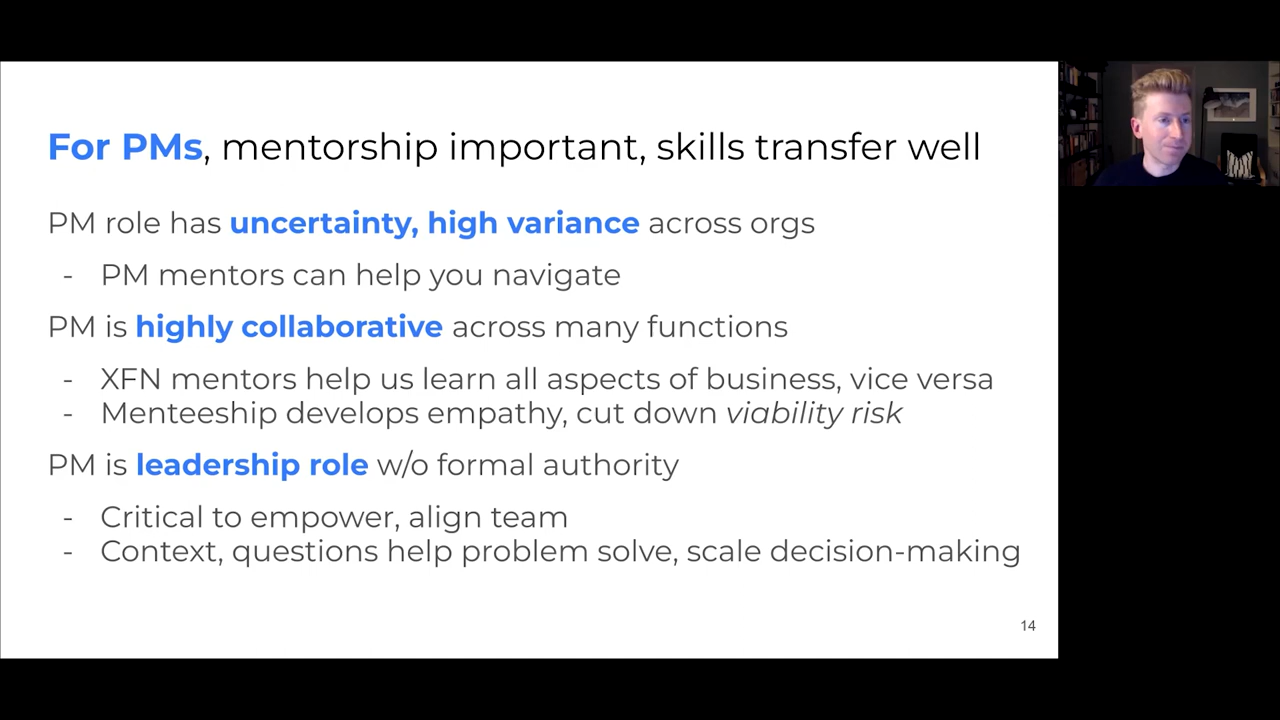 For PMs, mentorship important, skills transfer well
PM role has uncertainty, high variance across orgs
- PM mentors can help you navigate
PM is highly collaborative across many functions
- XFN mentors help us learn all aspects of business, vice versa
- Menteeship develops empathy, cut down viability risk
PM is leadership role w/o formal authority
- Critical to empower, align team
- Context, questions help problem solve, scale decision-making
14